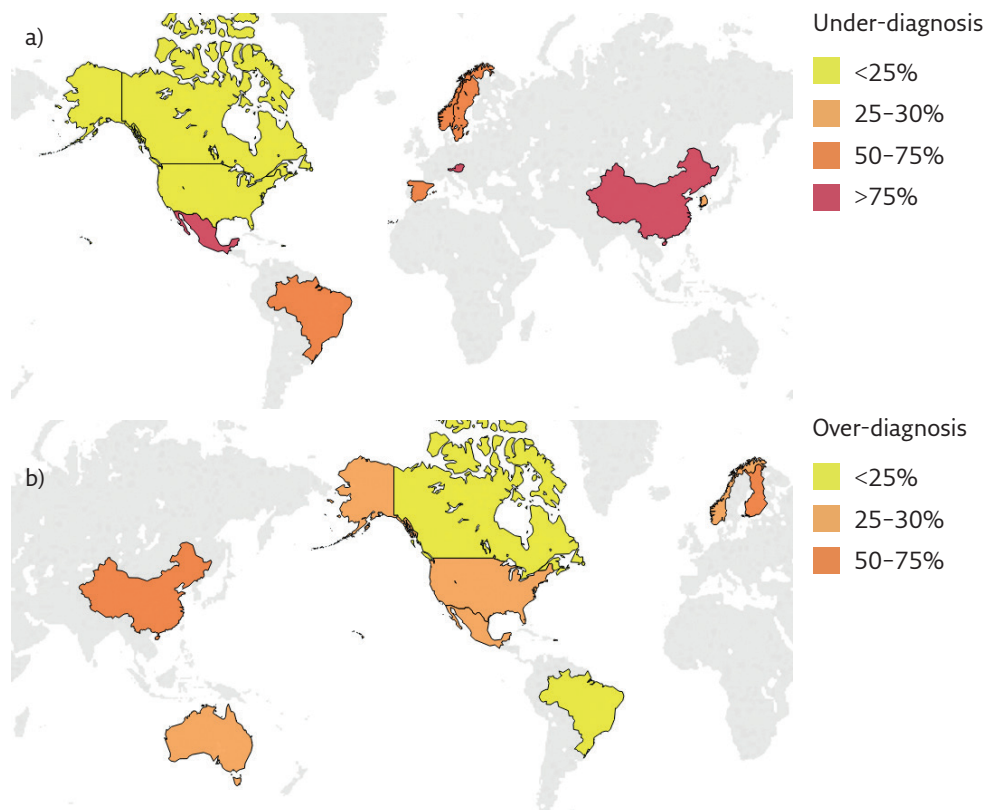 a)
Under-diagnosis
<25%
25–30%
50–75%
>75%
b)
Over-diagnosis
<25%
25–30%
50–75%